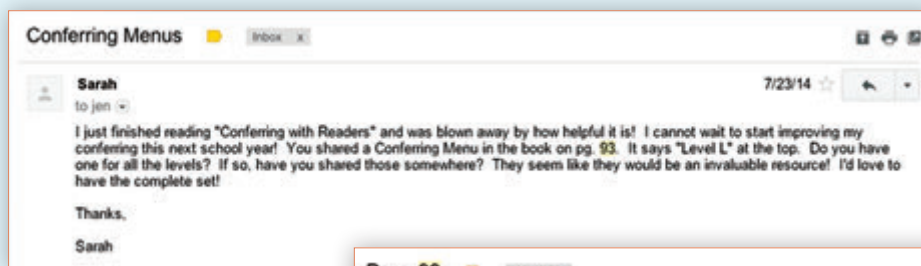 Conferring Menus
Inbox x
Sarah
7/23/14
to jen
I just finished reading "Conferring with Readers" and was blown away by how helpful it is! I cannot wait to start improving my
conferring this next school year! You shared a Conferring Menu in the book on pg. 93. It says "Level L" at the top. Do you have
one for all the levels? If so, have you shared those somewhere? They seem like they would be an invaluable resource! I'd love to
have the complete set!
Thanks,
Sarah